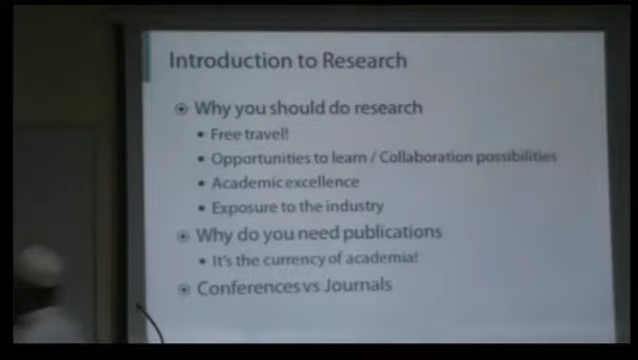 Introduction to Research
Why you should do research
Free travel!
Opportunities to learn / Collaboration possibilities
Academic excellence
Exposure to the industry
Why do you need publications
It's the currency of academia!
Conferences vs Journals